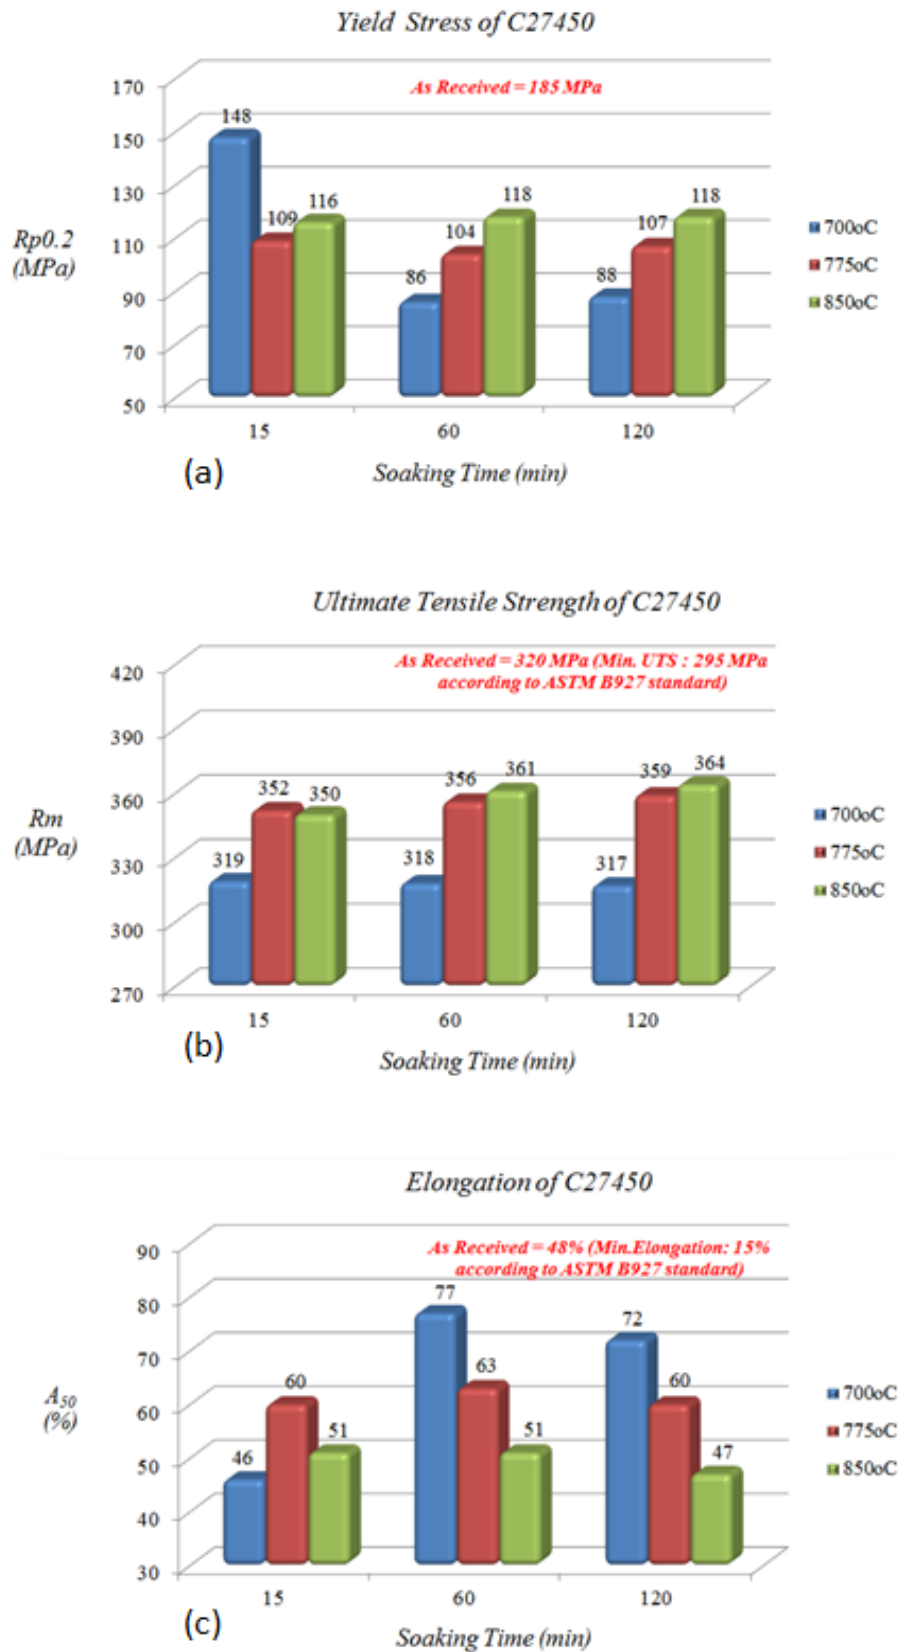 Yield Stress of C27450
As Received = 185 MPa
170
150
130
110
90
70
50
Rp0.2
(MPa)
148
109
116
86
104
118
88
107
118
700oC
775oC
850oC
15
60
120
(a)
Soaking Time (min)
Ultimate Tensile Strength of C27450
As Received = 320 MPa (Min. UTS : 295 MPa
according to ASTM B927 standard)
420
390
360
330
300
270
Rm
(MPa)
319
352
350
318
356
361
317
359
364
700oC
775oC
850oC
15
60
120
(b)
Soaking Time (min)
Elongation of C27450
As Received = 48% (Min.Elongation: 15%
according to ASTM B927 standard)
90
80
70
60
50
40
30
A50
(%)
46
60
51
77
63
51
72
60
47
700oC
775oC
850oC
15
60
120
(c)
Soaking Time (min)